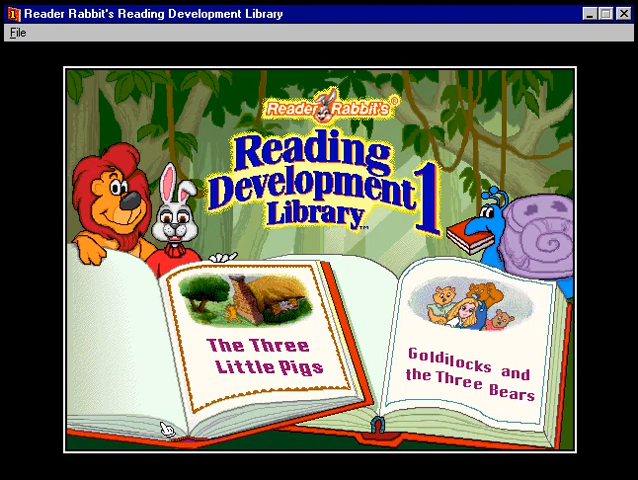 Reader Rabbit's Reading Development Library
File
Reader Rabbit's®
Reading
Development 1
Library™
The Three
Little Pigs
Goldilocks and
the Three Bears